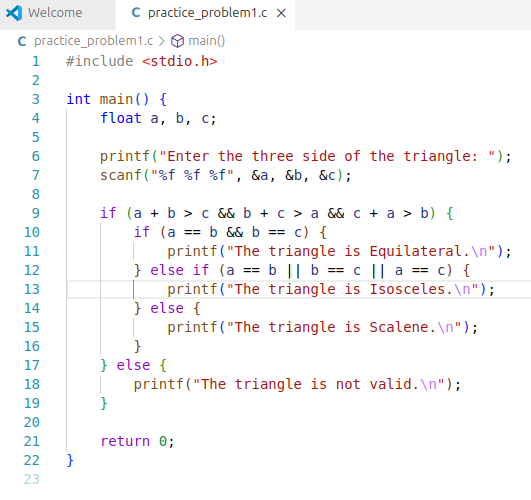 Welcome
C practice_problem1.c ×
C practice_problem1.c > main()
1 #include <stdio.h>
2
3 int main() {
4     float a, b, c;
5
6     printf("Enter the three side of the triangle: ");
7     scanf("%f %f %f", &a, &b, &c);
8
9     if (a + b > c && b + c > a && c + a > b) {
10         if (a == b && b == c) {
11             printf("The triangle is Equilateral.\n");
12         } else if (a == b || b == c || a == c) {
13             printf("The triangle is Isosceles.\n");
14         } else {
15             printf("The triangle is Scalene.\n");
16         }
17     } else {
18         printf("The triangle is not valid.\n");
19     }
20
21     return 0;
22 }
23